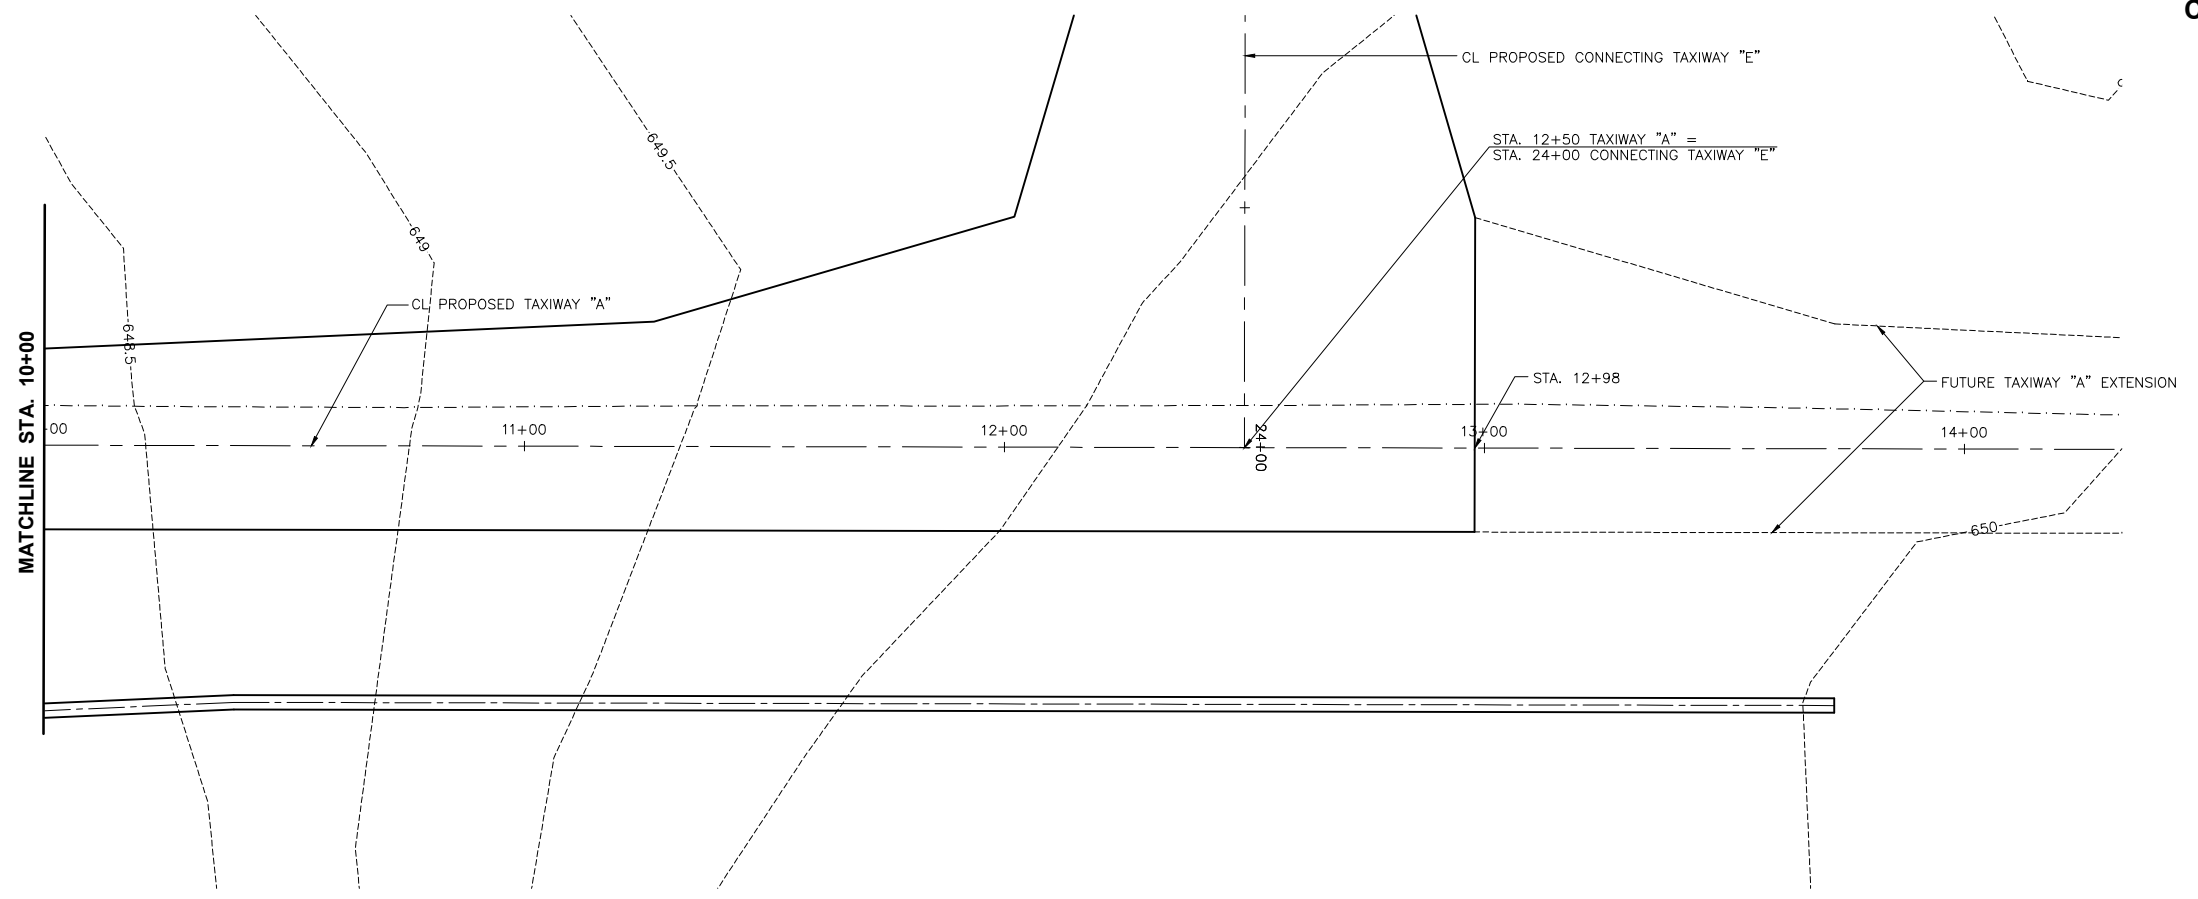 CL PROPOSED CONNECTING TAXIWAY "E"
STA. 12+50 TAXIWAY "A" =
STA. 24+00 CONNECTING TAXIWAY "E"
649.5
649
CL PROPOSED TAXIWAY "A"
648.5
MATCHLINE STA. 10+00
STA. 12+98
FUTURE TAXIWAY "A" EXTENSION
+00
11+00
12+00
24+00
13+00
14+00
650